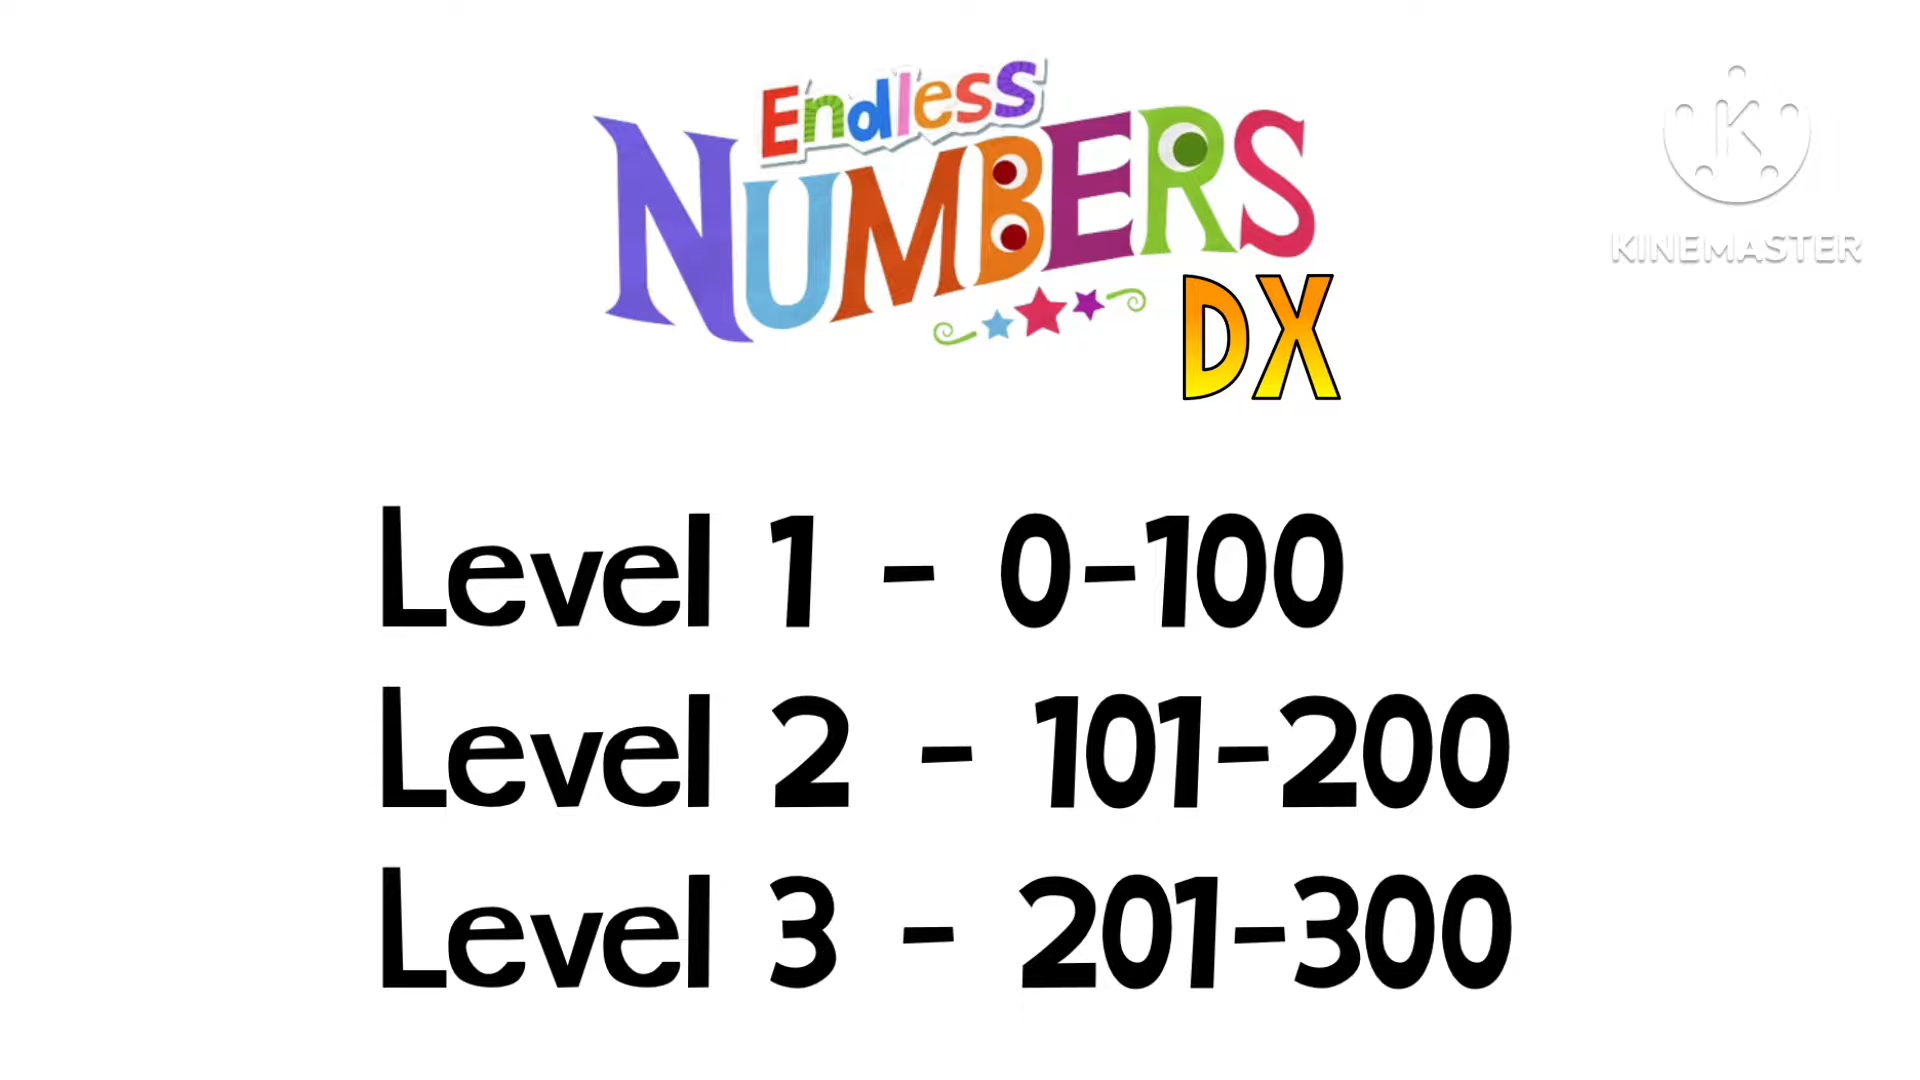 Endless
NUMBERS
DX
KINEMASTER
Level 1 - 0-100
Level 2 - 101-200
Level 3 - 201-300